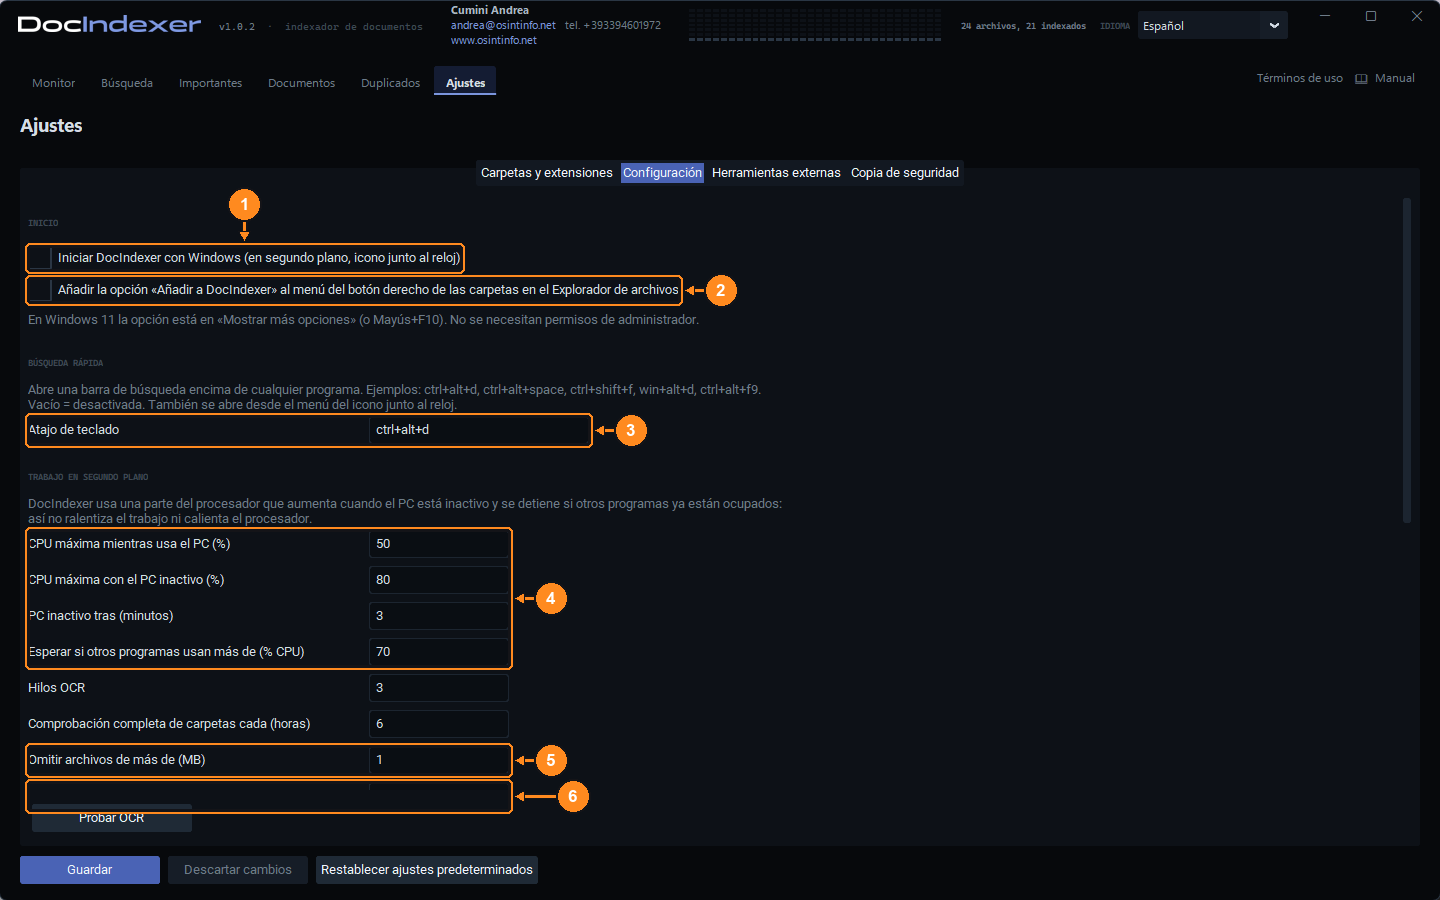 DocIndexer v1.0.2 · indexador de documentos
Cumini Andrea
andrea@osintinfo.net tel. +393394601972
www.osintinfo.net
24 archivos, 21 indexados IDIOMA Español
Monitor Búsqueda Importantes Documentos Duplicados Ajustes
Términos de uso Manual
Ajustes
Carpetas y extensiones Configuración Herramientas externas Copia de seguridad
1
INICIO
Iniciar DocIndexer con Windows (en segundo plano, icono junto al reloj)
Añadir la opción «Añadir a DocIndexer» al menú del botón derecho de las carpetas en el Explorador de archivos 2
En Windows 11 la opción está en «Mostrar más opciones» (o Mayús+F10). No se necesitan permisos de administrador.
BÚSQUEDA RÁPIDA
Abre una barra de búsqueda encima de cualquier programa. Ejemplos: ctrl+alt+d, ctrl+alt+space, ctrl+shift+f, win+alt+d, ctrl+alt+f9.
Vacío = desactivada. También se abre desde el menú del icono junto al reloj.
Atajo de teclado ctrl+alt+d 3
TRABAJO EN SEGUNDO PLANO
DocIndexer usa una parte del procesador que aumenta cuando el PC está inactivo y se detiene si otros programas ya están ocupados:
así no ralentiza el trabajo ni calienta el procesador.
CPU máxima mientras usa el PC (%) 50
CPU máxima con el PC inactivo (%) 80
4
PC inactivo tras (minutos) 3
Esperar si otros programas usan más de (% CPU) 70
Hilos OCR 3
Comprobación completa de carpetas cada (horas) 6
Omitir archivos de más de (MB) 1 5
6
Probar OCR
Guardar Descartar cambios Restablecer ajustes predeterminados